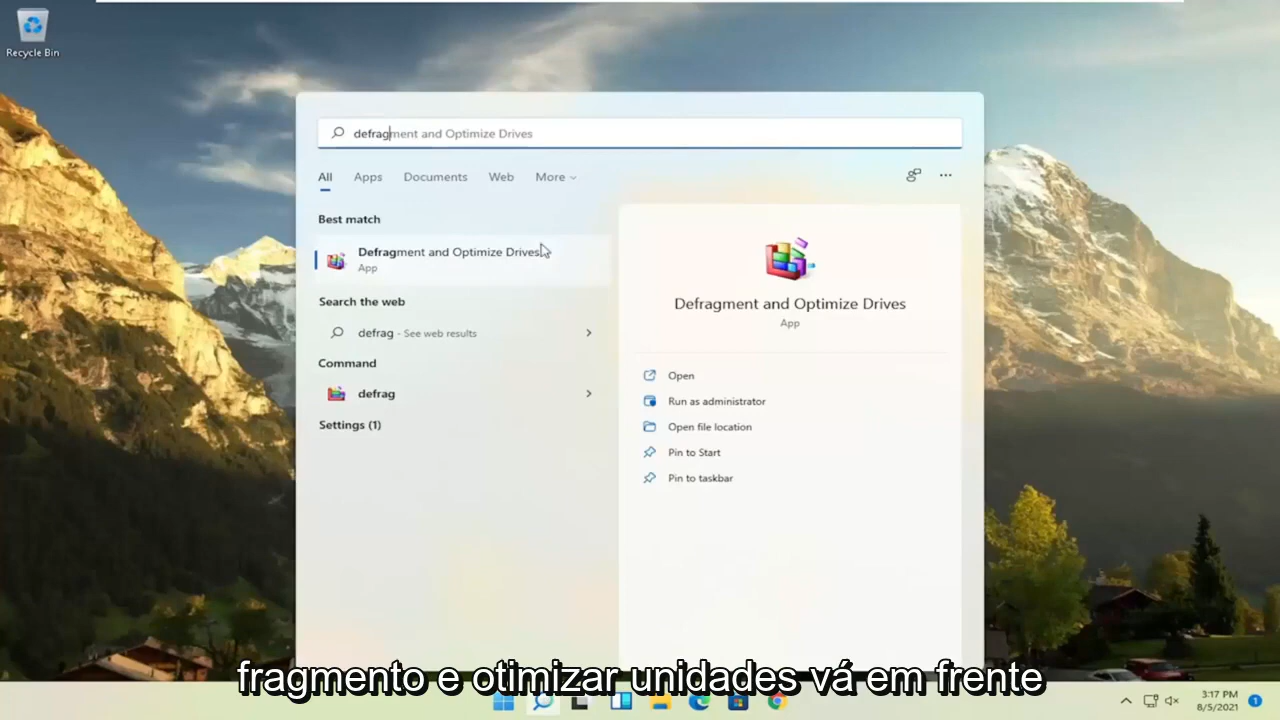 Recycle Bin
defragment and Optimize Drives
All Apps Documents Web More
Best match
Defragment and Optimize Drives
App
Search the web
defrag - See web results
Command
defrag
Settings (1)
Defragment and Optimize Drives
App
Open
Run as administrator
Open file location
Pin to Start
Pin to taskbar
fragmento e otimizar unidades vá em frente
3:17 PM
8/5/2021
1